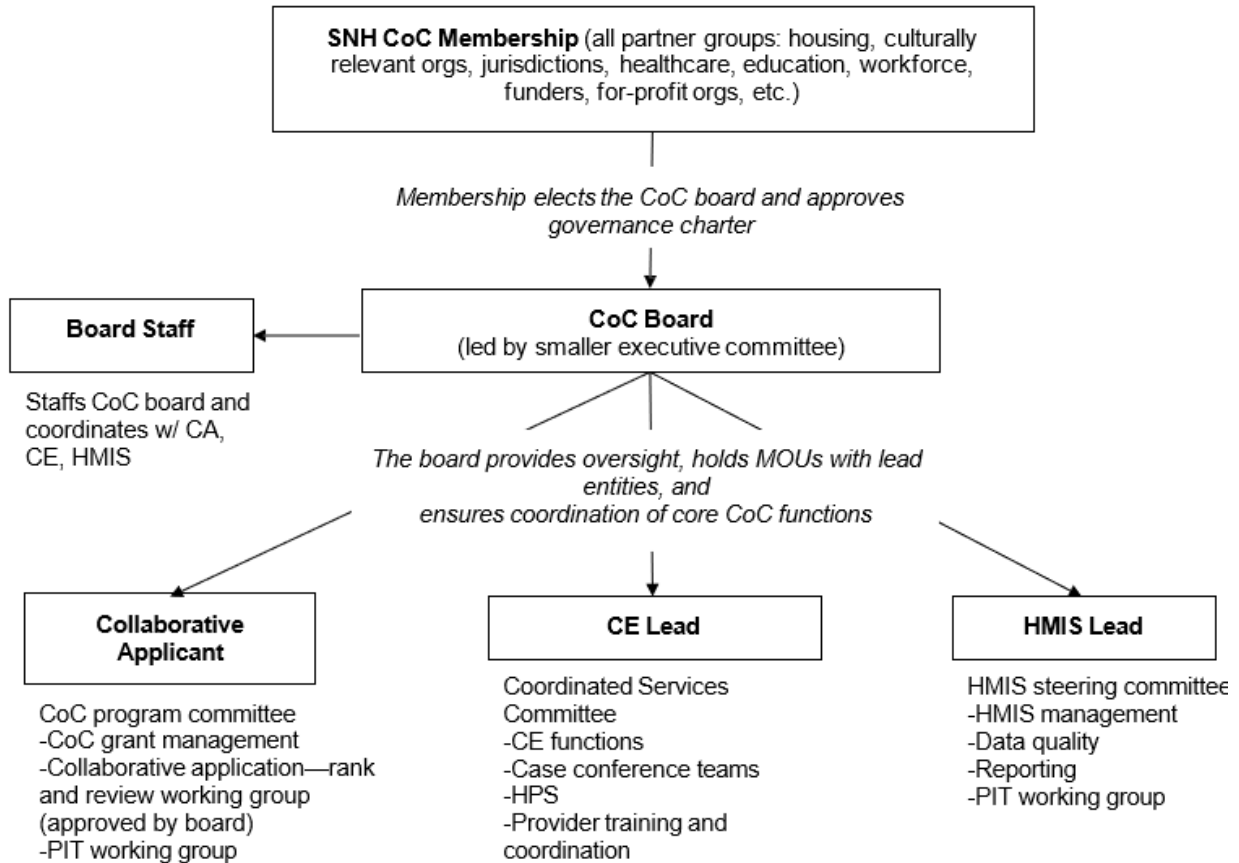 SNH CoC Membership (all partner groups: housing, culturally
relevant orgs, jurisdictions, healthcare, education, workforce,
funders, for-profit orgs, etc.)
Membership elects the CoC board and approves
governance charter
Board Staff
CoC Board
(led by smaller executive committee)
Staffs CoC board and
coordinates w/ CA,
CE, HMIS
The board provides oversight, holds MOUs with lead
entities, and
ensures coordination of core CoC functions
Collaborative
Applicant
CoC program committee
-CoC grant management
-Collaborative application—rank
and review working group
(approved by board)
-PIT working group
CE Lead
Coordinated Services
Committee
-CE functions
-Case conference teams
-HPS
-Provider training and
coordination
HMIS Lead
HMIS steering committee
-HMIS management
-Data quality
-Reporting
-PIT working group